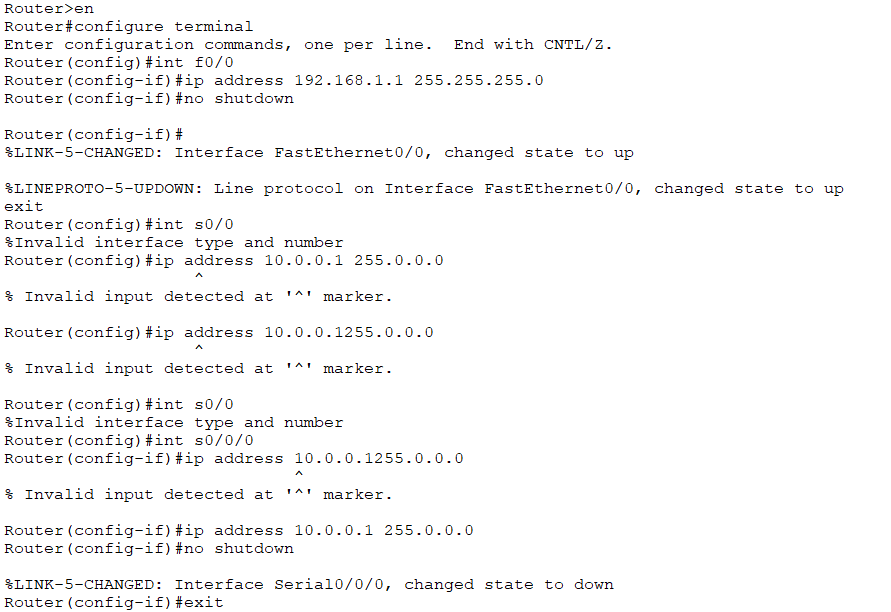 Router>en
Router#configure terminal
Enter configuration commands, one per line.  End with CNTL/Z.
Router(config)#int f0/0
Router(config-if)#ip address 192.168.1.1 255.255.255.0
Router(config-if)#no shutdown

Router(config-if)#
%LINK-5-CHANGED: Interface FastEthernet0/0, changed state to up

%LINEPROTO-5-UPDOWN: Line protocol on Interface FastEthernet0/0, changed state to up
exit
Router(config)#int s0/0
%Invalid interface type and number
Router(config)#ip address 10.0.0.1 255.0.0.0
                   ^
% Invalid input detected at '^' marker.

Router(config)#ip address 10.0.0.1255.0.0.0
                   ^
% Invalid input detected at '^' marker.

Router(config)#int s0/0
%Invalid interface type and number
Router(config)#int s0/0/0
Router(config-if)#ip address 10.0.0.1255.0.0.0
                             ^
% Invalid input detected at '^' marker.

Router(config-if)#ip address 10.0.0.1 255.0.0.0
Router(config-if)#no shutdown

%LINK-5-CHANGED: Interface Serial0/0/0, changed state to down
Router(config-if)#exit